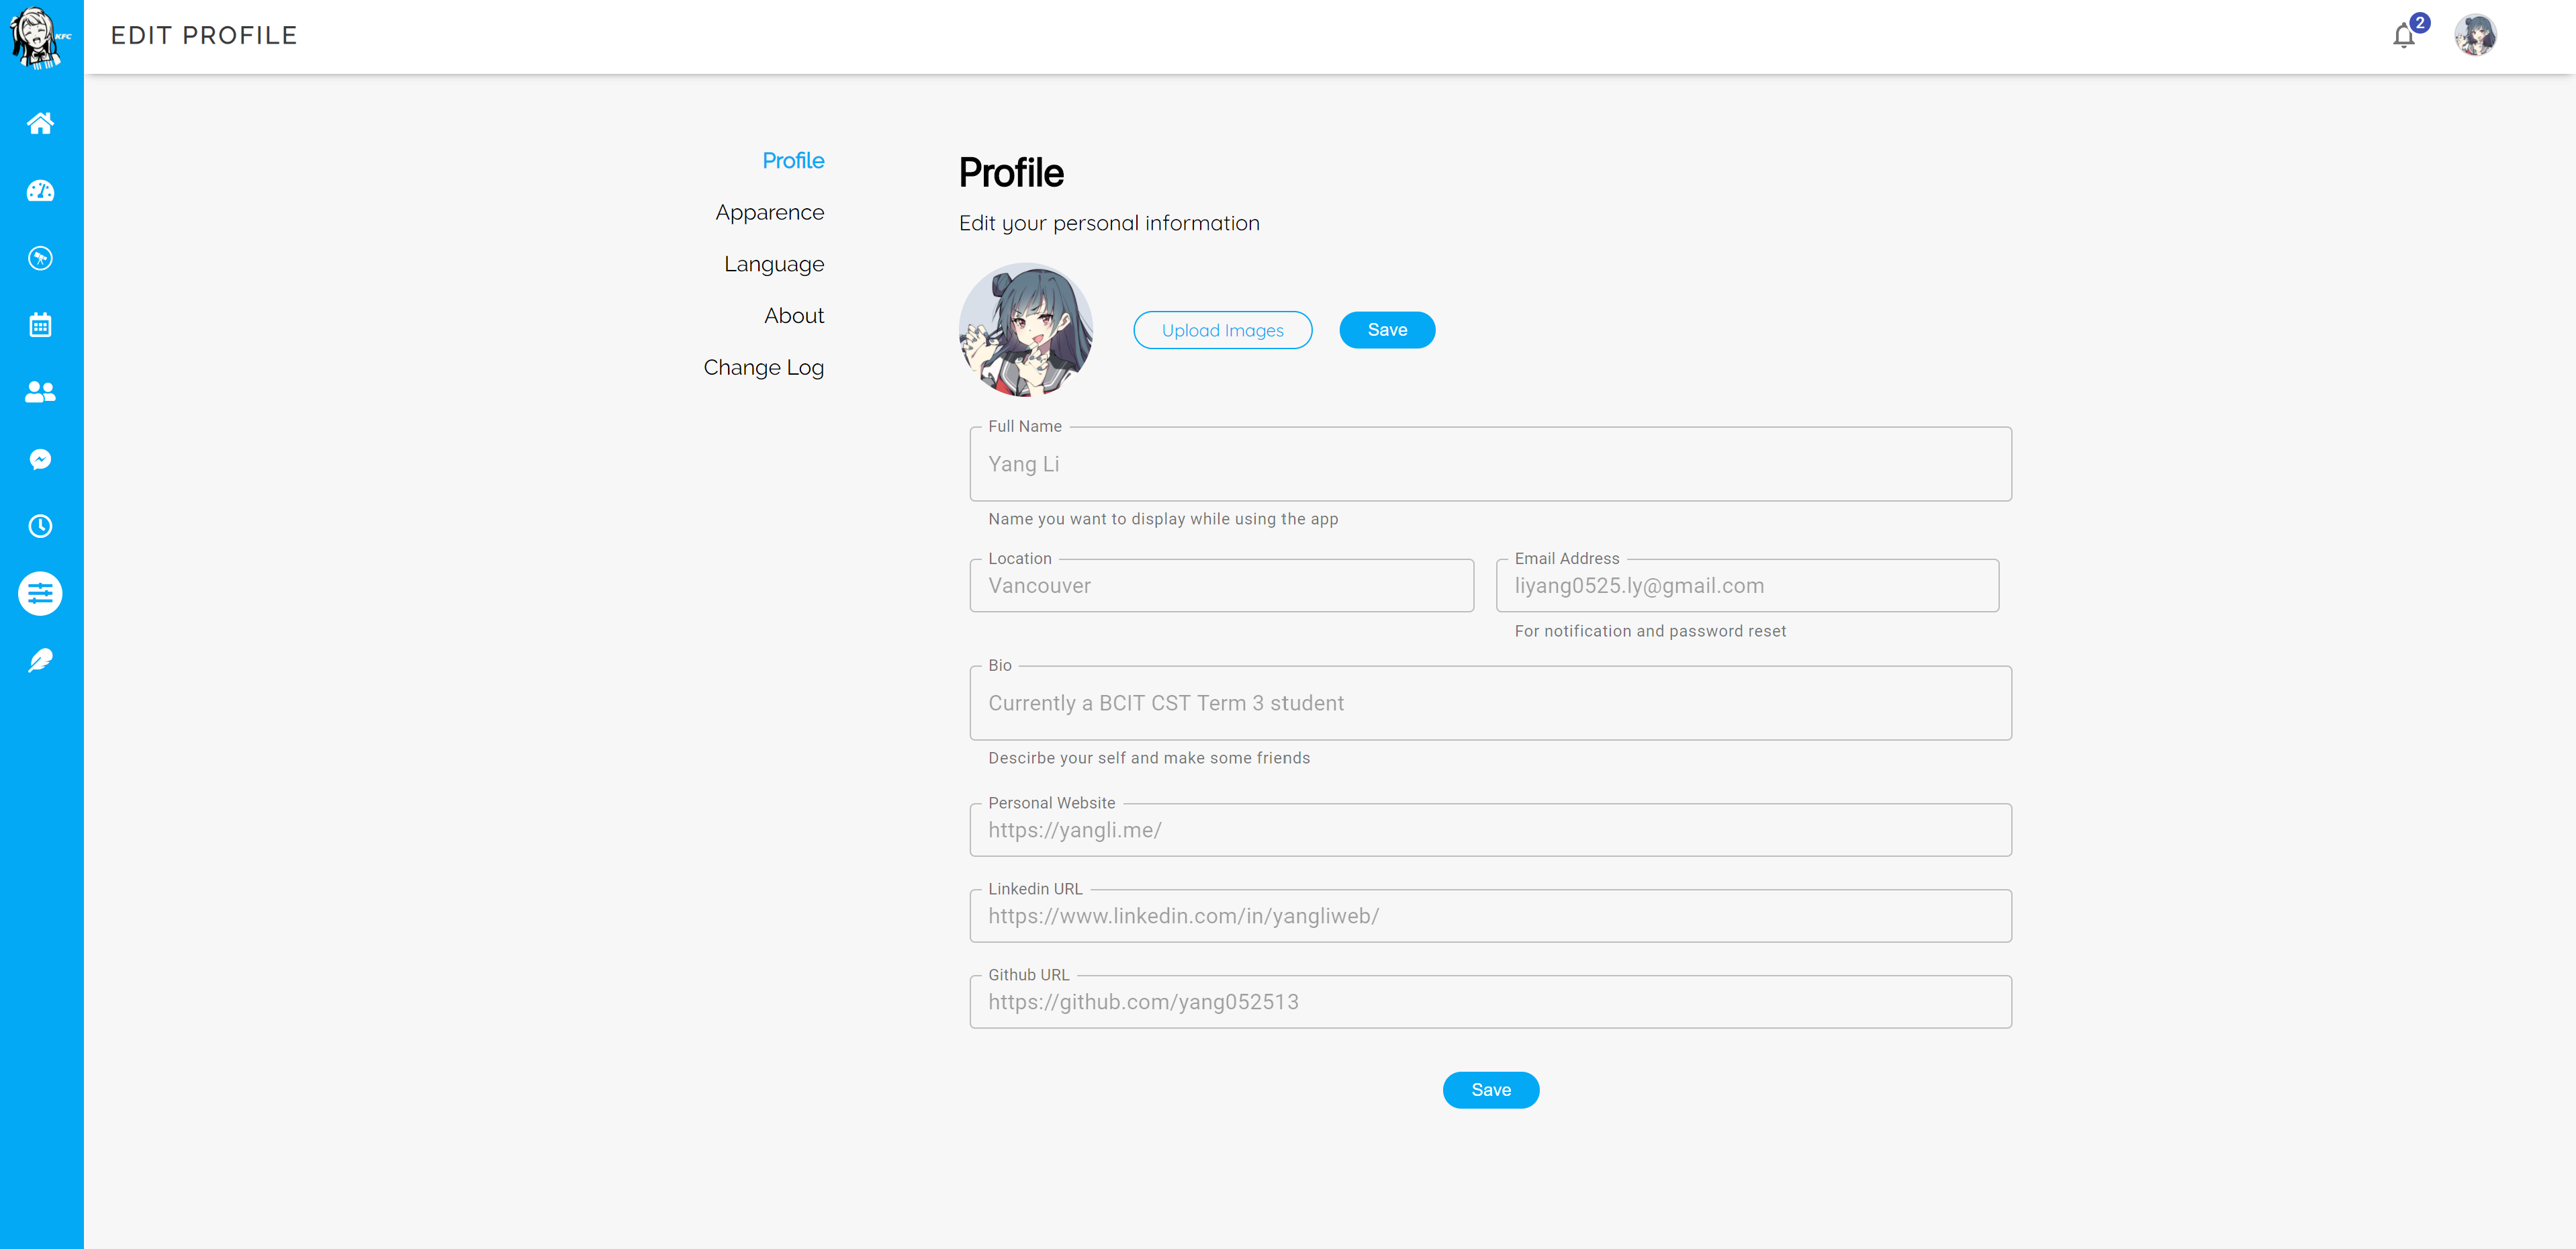 KFC
EDIT PROFILE
2
Profile
Apparence
Language
About
Change Log
Profile
Edit your personal information
Upload Images
Save
Full Name
Yang Li
Name you want to display while using the app
Location
Vancouver
Email Address
liyang0525.ly@gmail.com
For notification and password reset
Bio
Currently a BCIT CST Term 3 student
Descirbe your self and make some friends
Personal Website
https://yangli.me/
Linkedin URL
https://www.linkedin.com/in/yangliweb/
Github URL
https://github.com/yang052513
Save